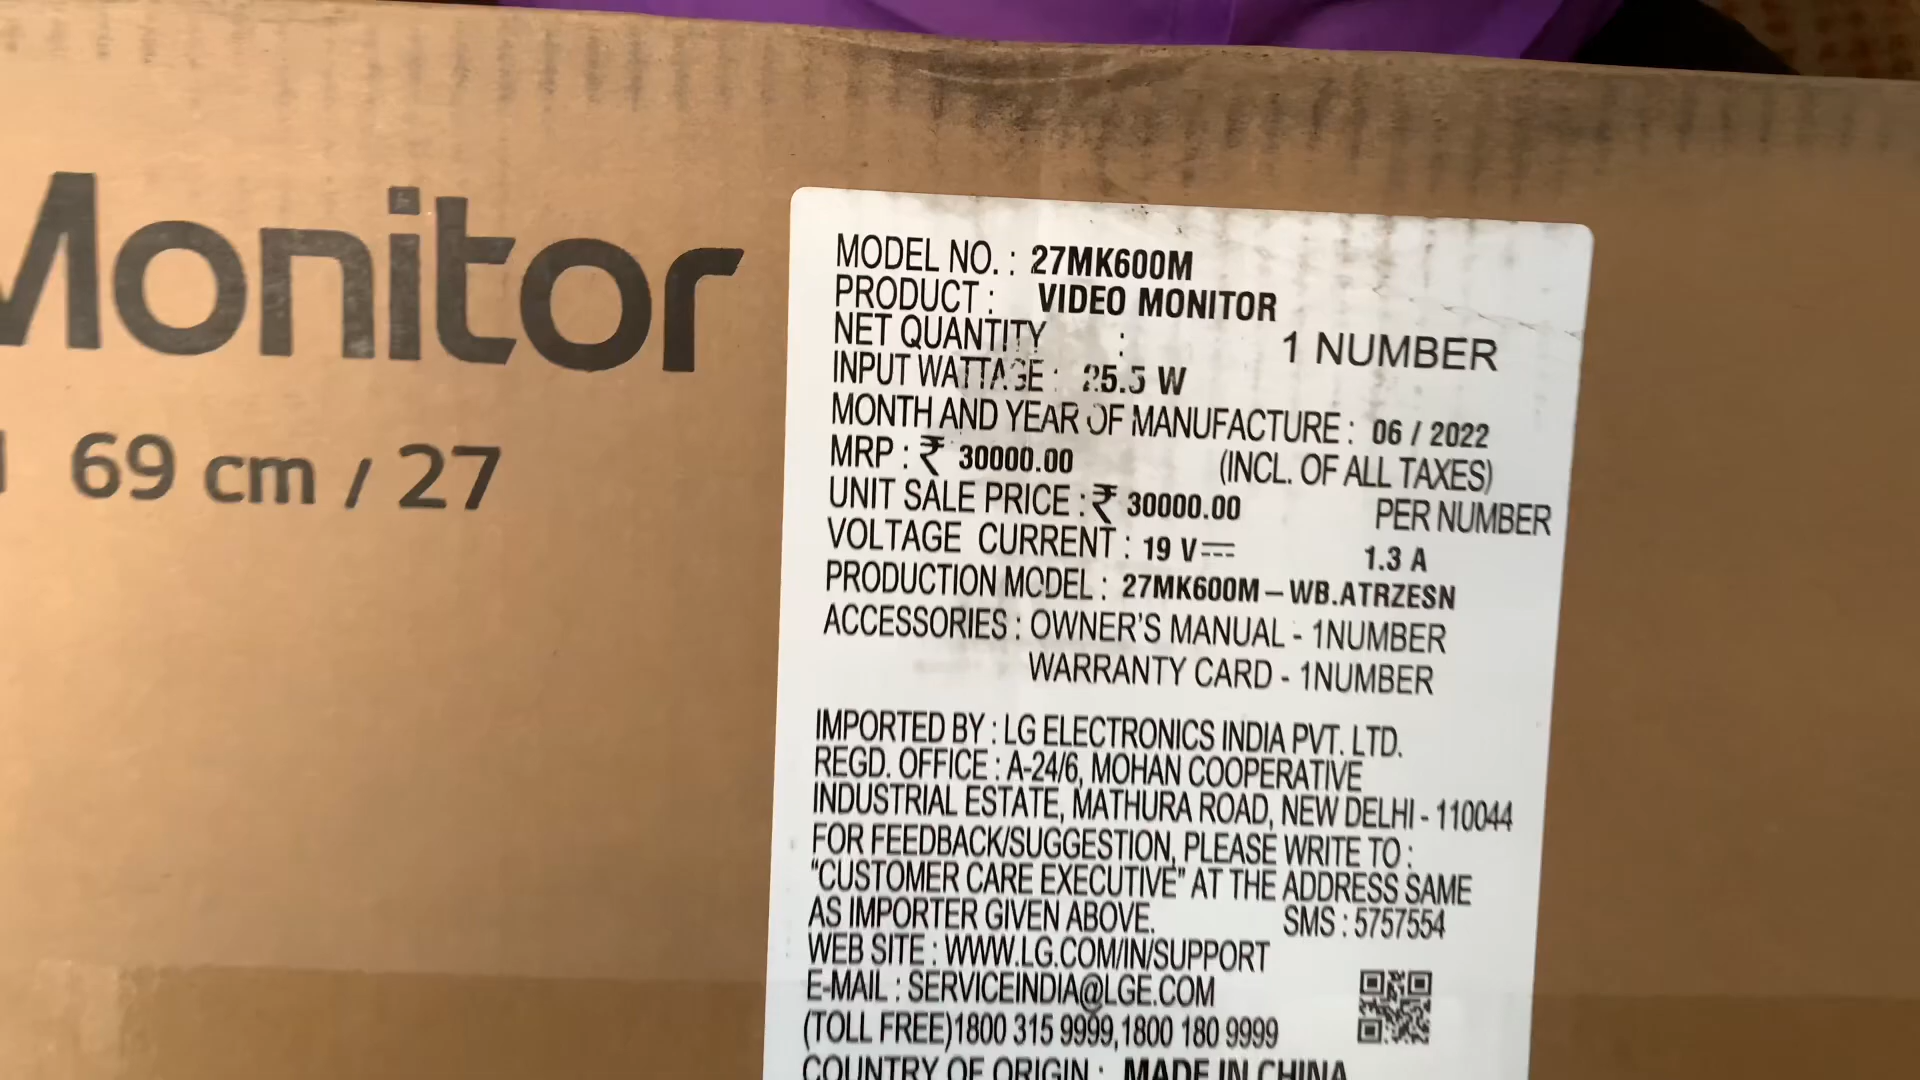 Monitor
69 cm / 27
MODEL NO. : 27MK600M
PRODUCT : VIDEO MONITOR
NET QUANTITY : 1 NUMBER
INPUT WATTAGE : 25.5 W
MONTH AND YEAR OF MANUFACTURE : 06 / 2022
MRP : ₹ 30000.00 (INCL. OF ALL TAXES)
UNIT SALE PRICE : ₹ 30000.00 PER NUMBER
VOLTAGE CURRENT : 19 V⎓ 1.3 A
PRODUCTION MODEL : 27MK600M–WB.ATRZESN
ACCESSORIES : OWNER'S MANUAL - 1NUMBER
WARRANTY CARD - 1NUMBER
IMPORTED BY : LG ELECTRONICS INDIA PVT. LTD.
REGD. OFFICE : A-24/6, MOHAN COOPERATIVE
INDUSTRIAL ESTATE, MATHURA ROAD, NEW DELHI - 110044
FOR FEEDBACK/SUGGESTION, PLEASE WRITE TO :
"CUSTOMER CARE EXECUTIVE" AT THE ADDRESS SAME
AS IMPORTER GIVEN ABOVE. SMS : 5757554
WEB SITE : WWW.LG.COM/IN/SUPPORT
E-MAIL : SERVICEINDIA@LGE.COM
(TOLL FREE)1800 315 9999,1800 180 9999
COUNTRY OF ORIGIN : MADE IN CHINA